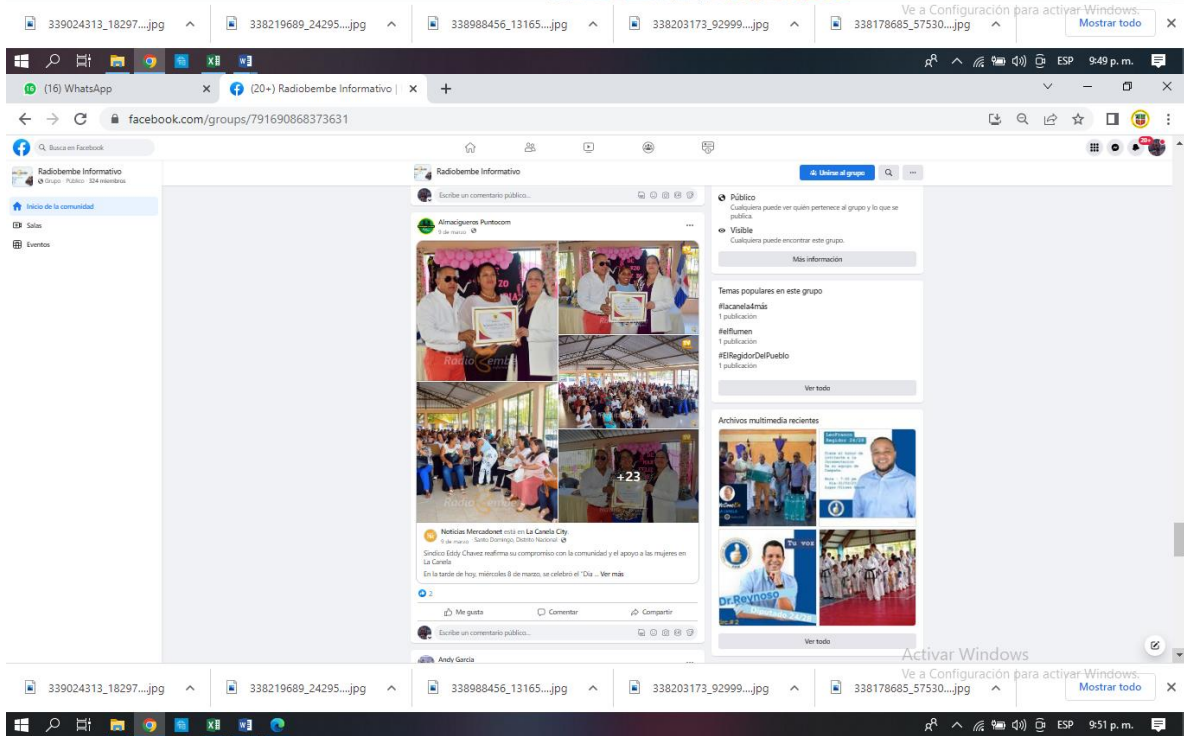 Ve a Configuración para activar Windows.
339024313_18297....jpg
338219689_24295....jpg
338988456_13165....jpg
338203173_92999....jpg
338178685_57530....jpg
Mostrar todo
ESP
9:49 p. m.
(16) WhatsApp
(20+) Radiobembe Informativo |
facebook.com/groups/791690868373631
Busca en Facebook
20+
Radiobembe Informativo
Grupo · Público · 324 miembros
Inicio de la comunidad
Salas
Eventos
Radiobembe Informativo
Unirse al grupo
Escribe un comentario público...
Almacigueros Puntocom
9 de marzo
+23
Noticias Mercadonet está en La Canela City.
9 de marzo · Santo Domingo, Distrito Nacional
Síndico Eddy Chavez reafirma su compromiso con la comunidad y el apoyo a las mujeres en
La Canela
En la tarde de hoy, miércoles 8 de marzo, se celebró el "Día ... Ver más
2
Me gusta
Comentar
Compartir
Escribe un comentario público...
Andy Garcia
Público
Cualquiera puede ver quién pertenece al grupo y lo que se
publica.
Visible
Cualquiera puede encontrar este grupo.
Más información
Temas populares en este grupo
#lacanela4más
1 publicación
#elflumen
1 publicación
#ElRegidorDelPueblo
1 publicación
Ver todo
Archivos multimedia recientes
Tu voz
Dr.Reynoso
Ver todo
Activar Windows
Ve a Configuración para activar Windows.
339024313_18297....jpg
338219689_24295....jpg
338988456_13165....jpg
338203173_92999....jpg
338178685_57530....jpg
Mostrar todo
ESP
9:51 p. m.